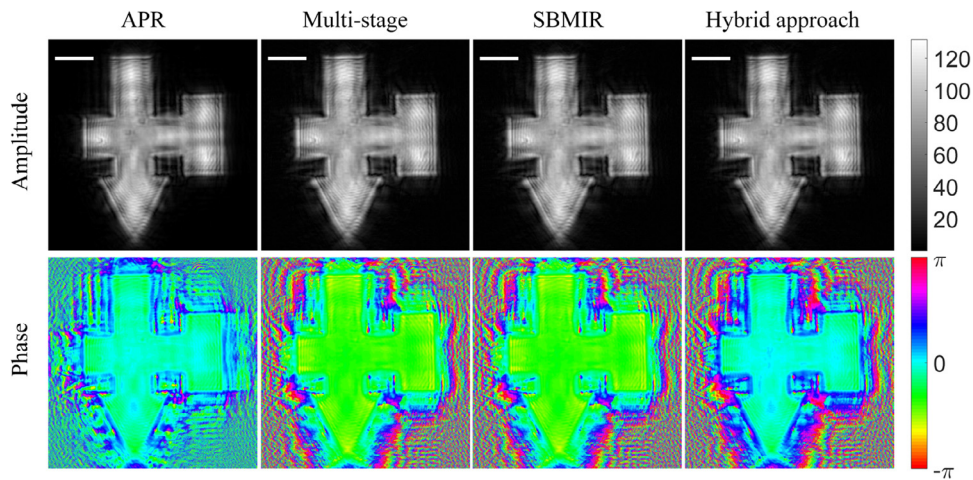 APR Multi-stage SBMIR Hybrid approach
Amplitude
120
100
80
60
40
20
Phase
π
0
-π